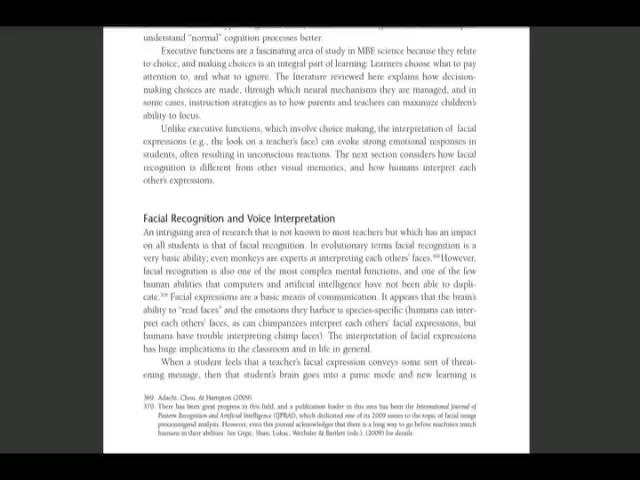 understand "normal" cognition processes better.
Executive functions are a fascinating area of study in MBE science because they relate
to choice, and making choices is an integral part of learning: Learners choose what to pay
attention to, and what to ignore. The literature reviewed here explains how decision-
making choices are made, through which neural mechanisms they are managed, and in
some cases, instruction strategies as to how parents and teachers can maximize children's
ability to focus.
Unlike executive functions, which involve choice making, the interpretation of facial
expressions (e.g., the look on a teacher's face) can evoke strong emotional responses in
students, often resulting in unconscious reactions. The next section considers how facial
recognition is different from other visual memories, and how humans interpret each
other's expressions.
Facial Recognition and Voice Interpretation
An intriguing area of research that is not known to most teachers but which has an impact
on all students is that of facial recognition. In evolutionary terms facial recognition is a
very basic ability; even monkeys are experts at interpreting each others' faces.369 However,
facial recognition is also one of the most complex mental functions, and one of the few
human abilities that computers and artificial intelligence have not been able to dupli-
cate.370 Facial expressions are a basic means of communication. It appears that the brain's
ability to "read faces" and the emotions they harbor is species-specific (humans can inter-
pret each others' faces, as can chimpanzees interpret each others' facial expressions, but
humans have trouble interpreting chimp faces). The interpretation of facial expressions
has huge implications in the classroom and in life in general.
When a student feels that a teacher's facial expression conveys some sort of threat-
ening message, then that student's brain goes into a panic mode and new learning is
369. Adachi, Chou, & Hampton (2009).
370. There has been great progress in this field, and a publication leader in this area has been the International Journal of
Pattern Recognition and Artificial Intelligence (IJPRAI), which dedicated one of its 2009 issues to the topic of facial image
processing and analysis. However, even this journal acknowledges that there is a long way to go before machines match
humans in their abilities: See Wechsler & Bartlett (eds.), (2009) for details.